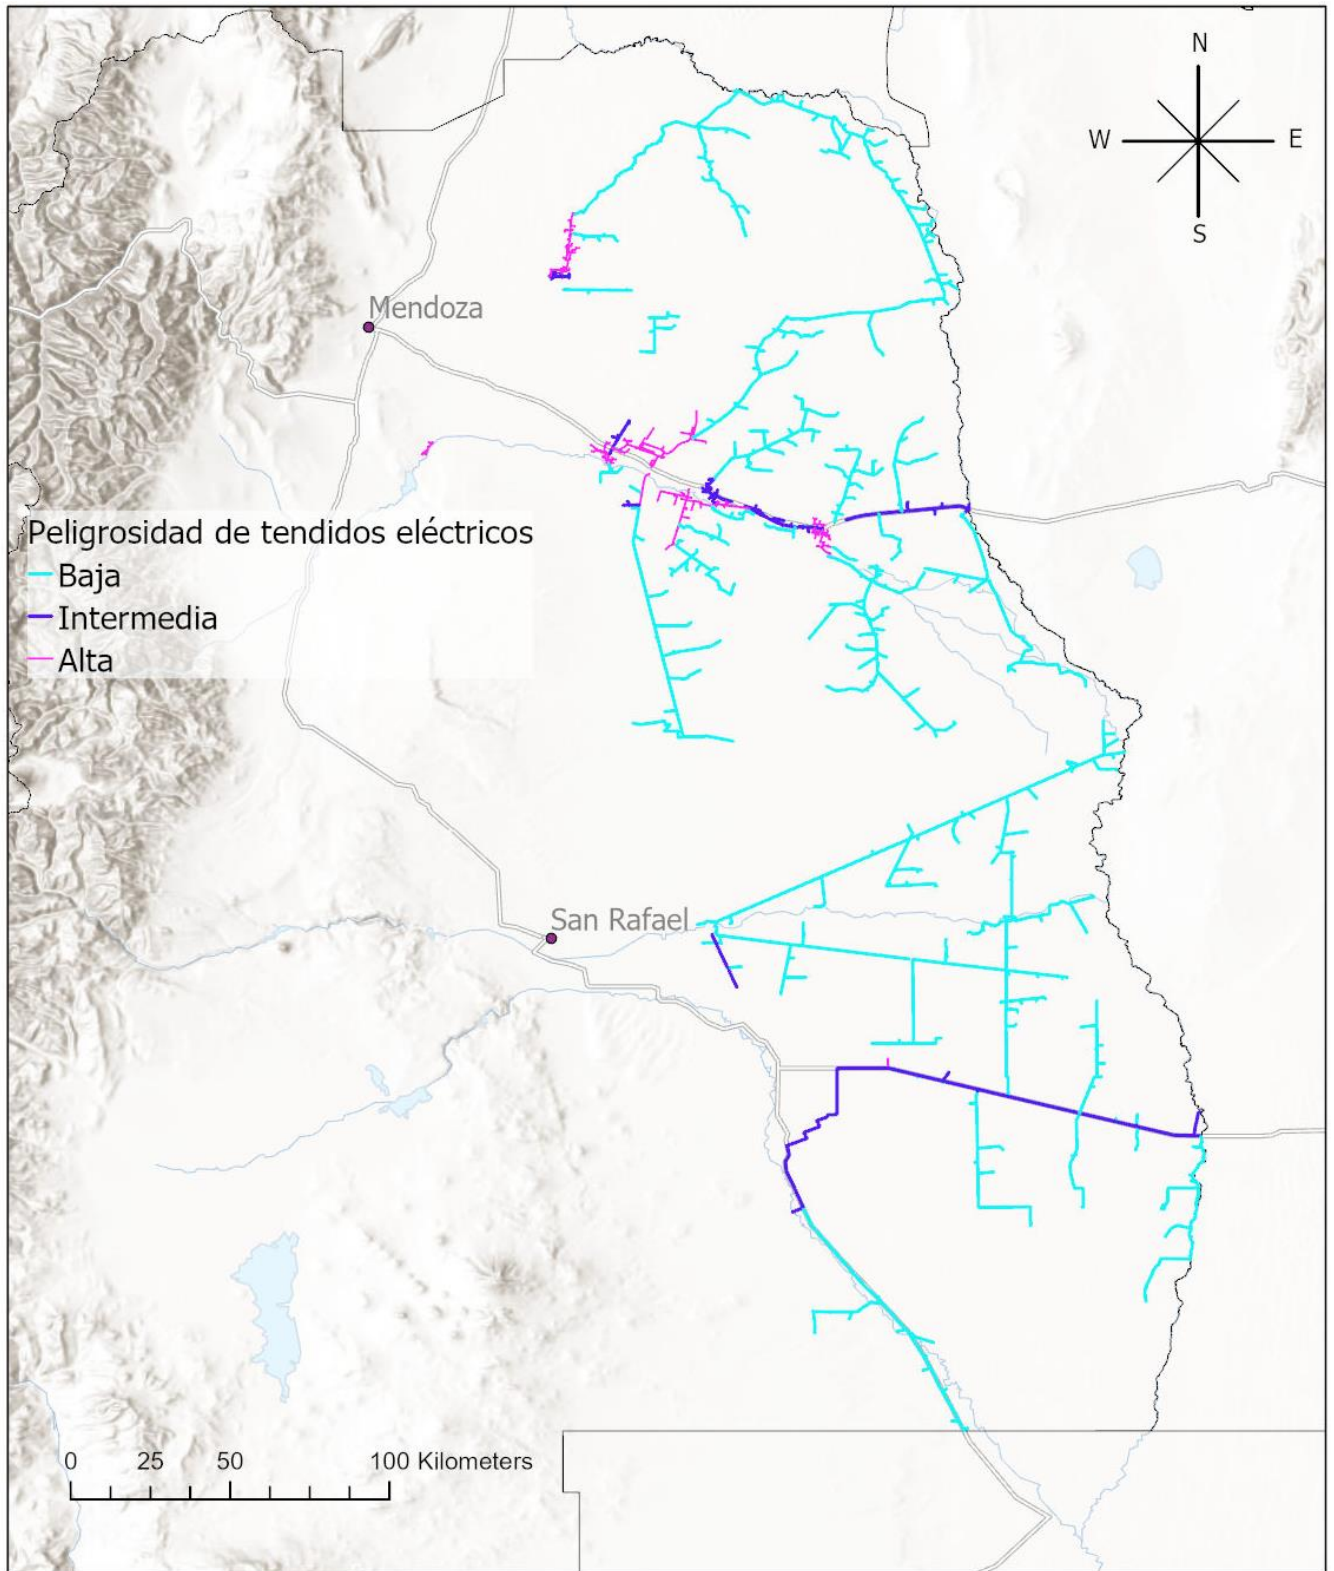 N
W E
S
Mendoza
Peligrosidad de tendidos eléctricos
Baja
Intermedia
Alta
San Rafael
0 25 50 100 Kilometers